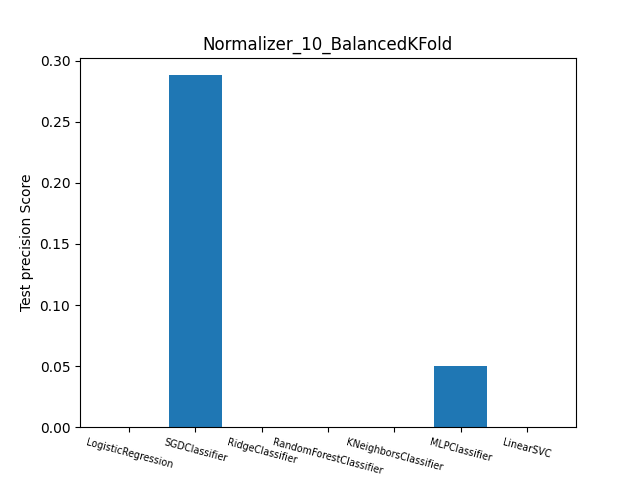 Normalizer_10_BalancedKFold
0.30
0.25
0.20
0.15
0.10
0.05
0.00
Test precision Score
LogisticRegression
SGDClassifier
RidgeClassifier
RandomForestClassifier
KNeighborsClassifier
MLPClassifier
LinearSVC